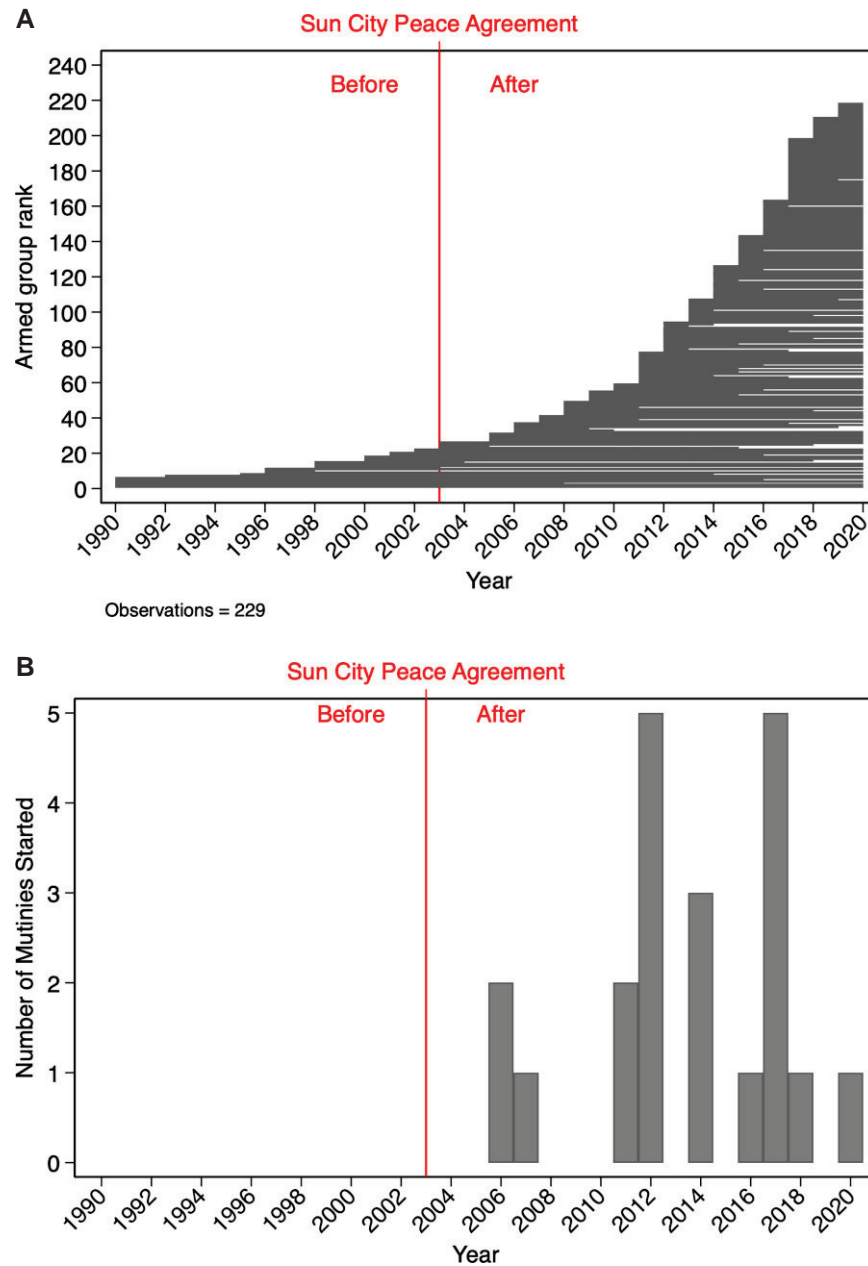 A
Sun City Peace Agreement
Before After
Armed group rank
240
220
200
180
160
140
120
100
80
60
40
20
0
1990 1992 1994 1996 1998 2000 2002 2004 2006 2008 2010 2012 2014 2016 2018 2020
Year
Observations = 229
B
Sun City Peace Agreement
Before After
Number of Mutinies Started
5
4
3
2
1
0
1990 1992 1994 1996 1998 2000 2002 2004 2006 2008 2010 2012 2014 2016 2018 2020
Year